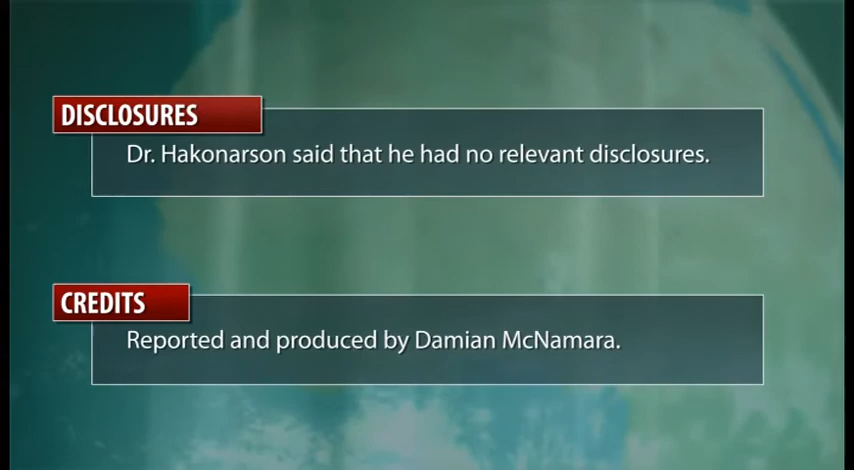 DISCLOSURES
Dr. Hakonarson said that he had no relevant disclosures.
CREDITS
Reported and produced by Damian McNamara.